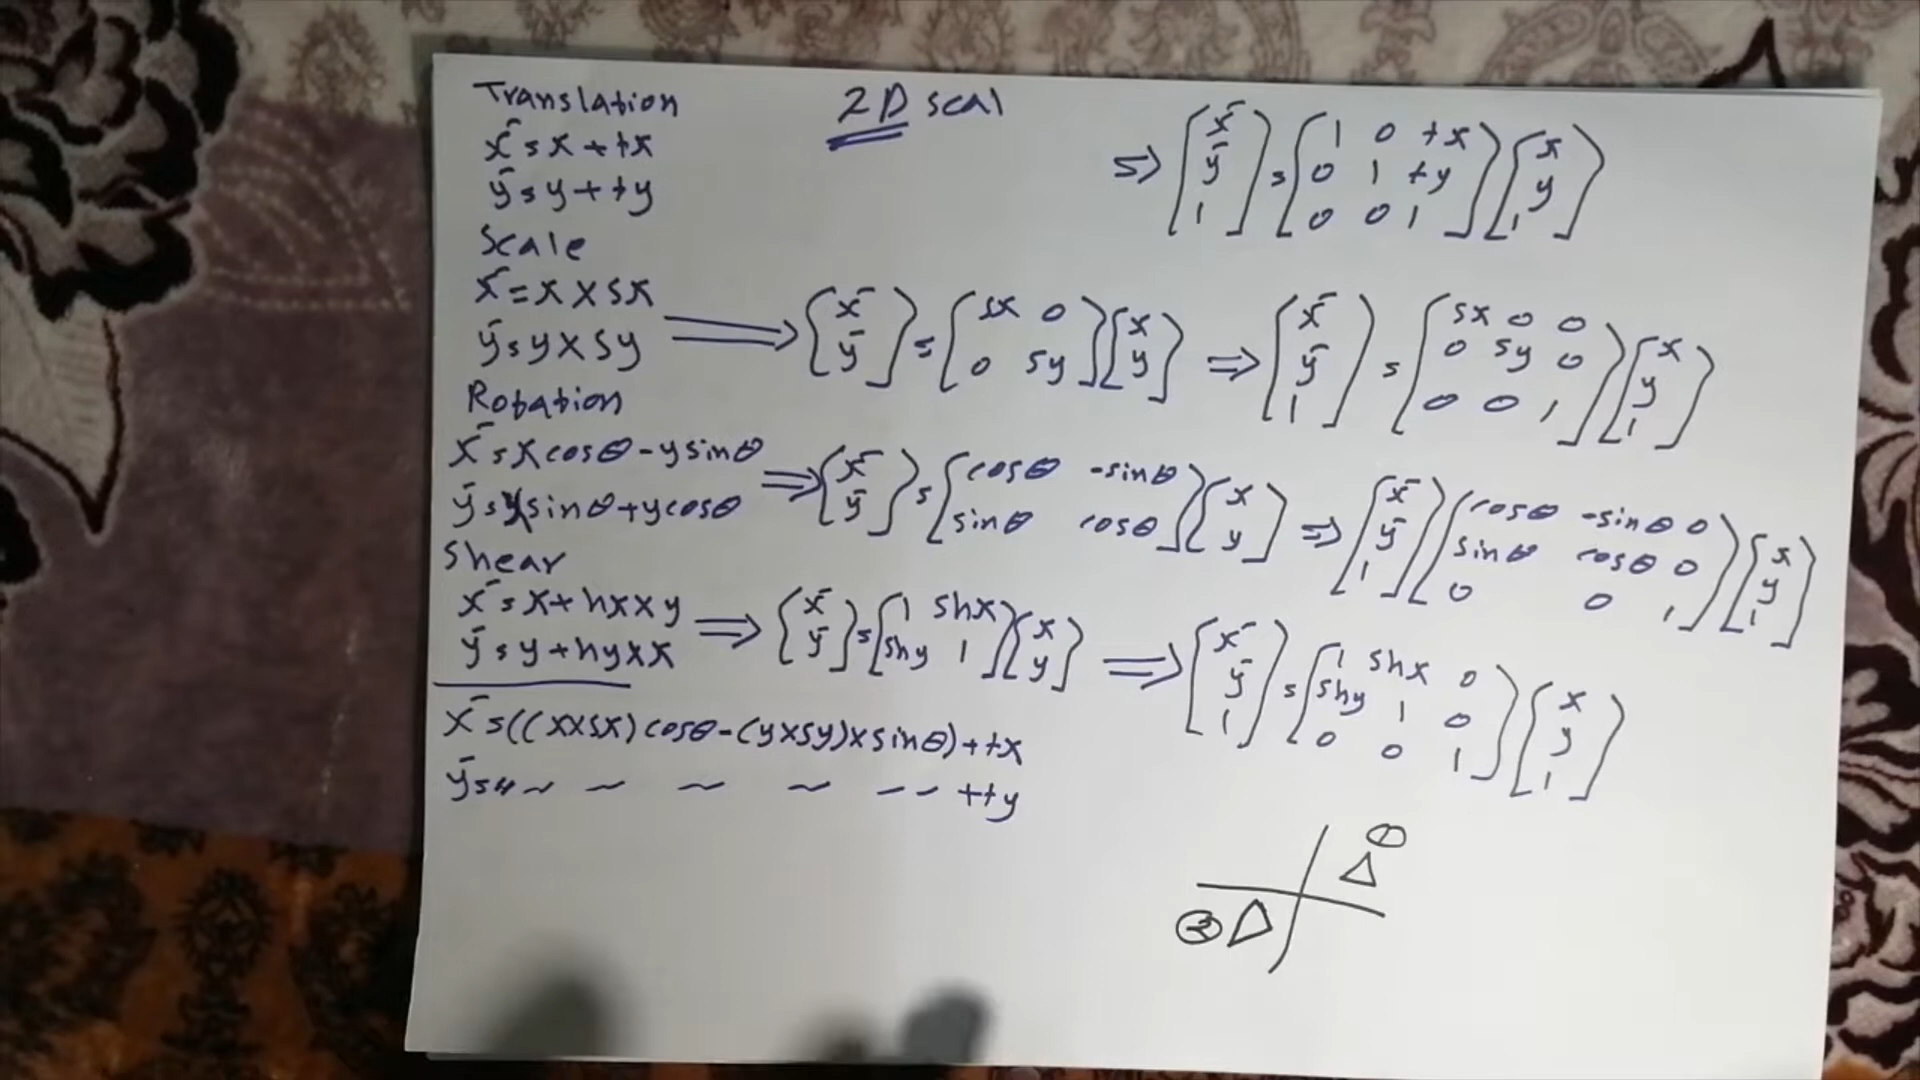 Translation 2D scal
x̄ = x + tx ⇒ [x̄ ȳ 1] = [1 0 tx
0 1 ty
0 0 1] [x y 1]
ȳ = y + ty
Scale
x̄ = x × sx
ȳ = y × sy ⇒ [x̄ ȳ] = [sx 0
0 sy] [x y] ⇒ [x̄ ȳ 1] = [sx 0 0
0 sy 0
0 0 1] [x y 1]
Rotation
x̄ = x cosθ - y sinθ
ȳ = x sinθ + y cosθ ⇒ [x̄ ȳ] = [cosθ -sinθ
sinθ cosθ] [x y] ⇒ [x̄ ȳ 1] [cosθ -sinθ 0
sinθ cosθ 0
0 0 1] [x y 1]
Shear
x̄ = x + hx × y
ȳ = y + hy × x ⇒ [x̄ ȳ] = [1 shx
shy 1] [x y] ⇒ [x̄ ȳ 1] = [1 shx 0
shy 1 0
0 0 1] [x y 1]
x̄ = ((x × sx) cosθ - (y × sy) × sinθ) + tx
ȳ = " ~ ~ ~ ~ - - + ty
1
2